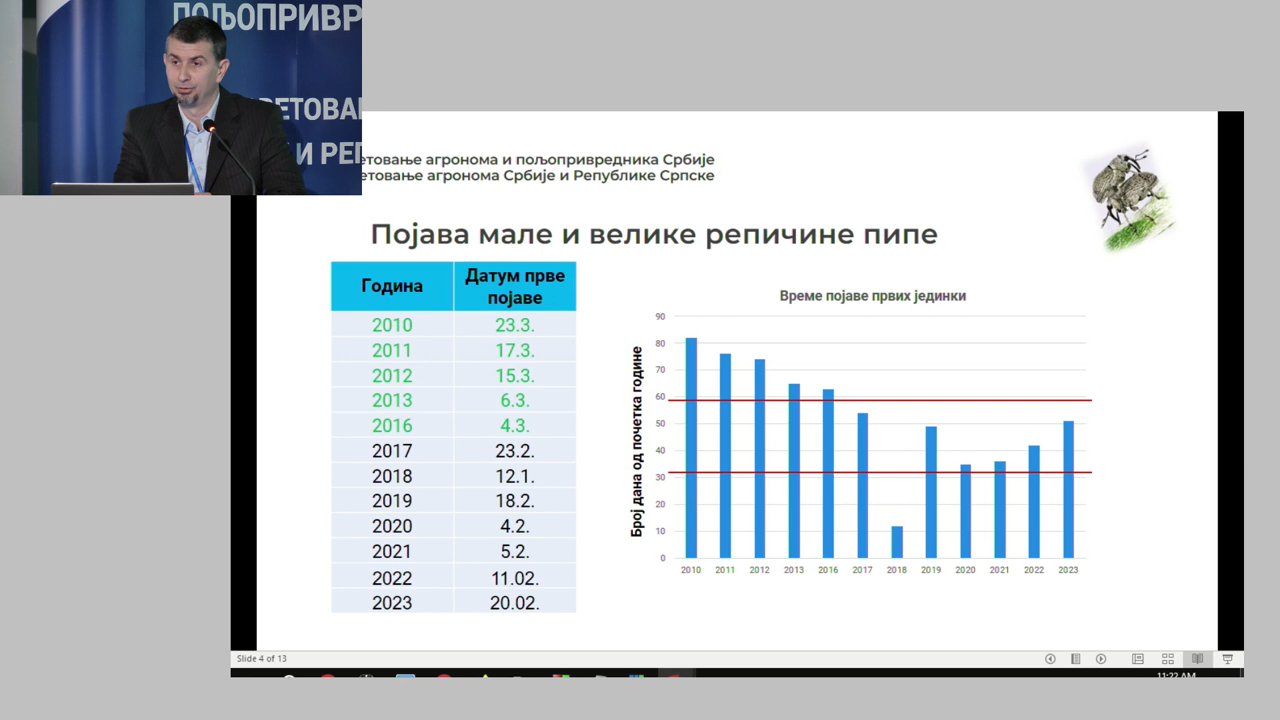 ПОЉОПРИВР
И РЕП
етовање агронома и пољопривредника Србије
етовање агронома Србије и Републике Српске
Појава мале и велике репичине пипе
Година Датум прве појаве
2010 23.3.
2011 17.3.
2012 15.3.
2013 6.3.
2016 4.3.
2017 23.2.
2018 12.1.
2019 18.2.
2020 4.2.
2021 5.2.
2022 11.02.
2023 20.02.
Време појаве првих јединки
Број дана од почетка године
90
80
70
60
50
40
30
20
10
0
2010 2011 2012 2013 2016 2017 2018 2019 2020 2021 2022 2023
Slide 4 of 13
11:22 AM